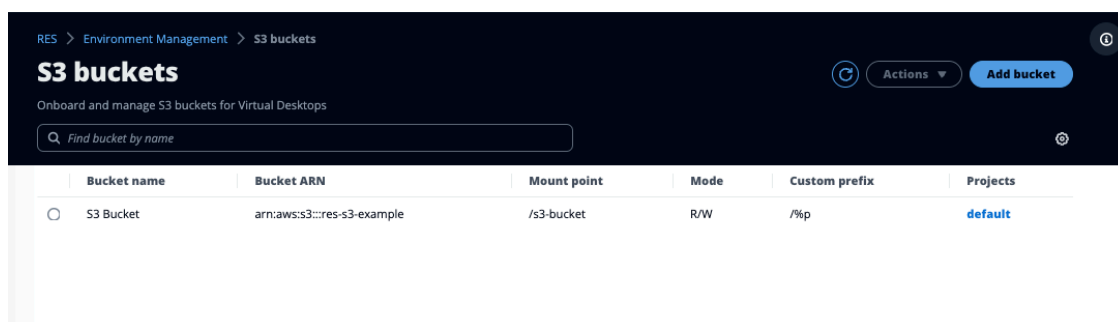 RES > Environment Management > S3 buckets
S3 buckets
Actions ▼ Add bucket
Onboard and manage S3 buckets for Virtual Desktops
Find bucket by name
Bucket name Bucket ARN Mount point Mode Custom prefix Projects
S3 Bucket arn:aws:s3:::res-s3-example /s3-bucket R/W /%p default